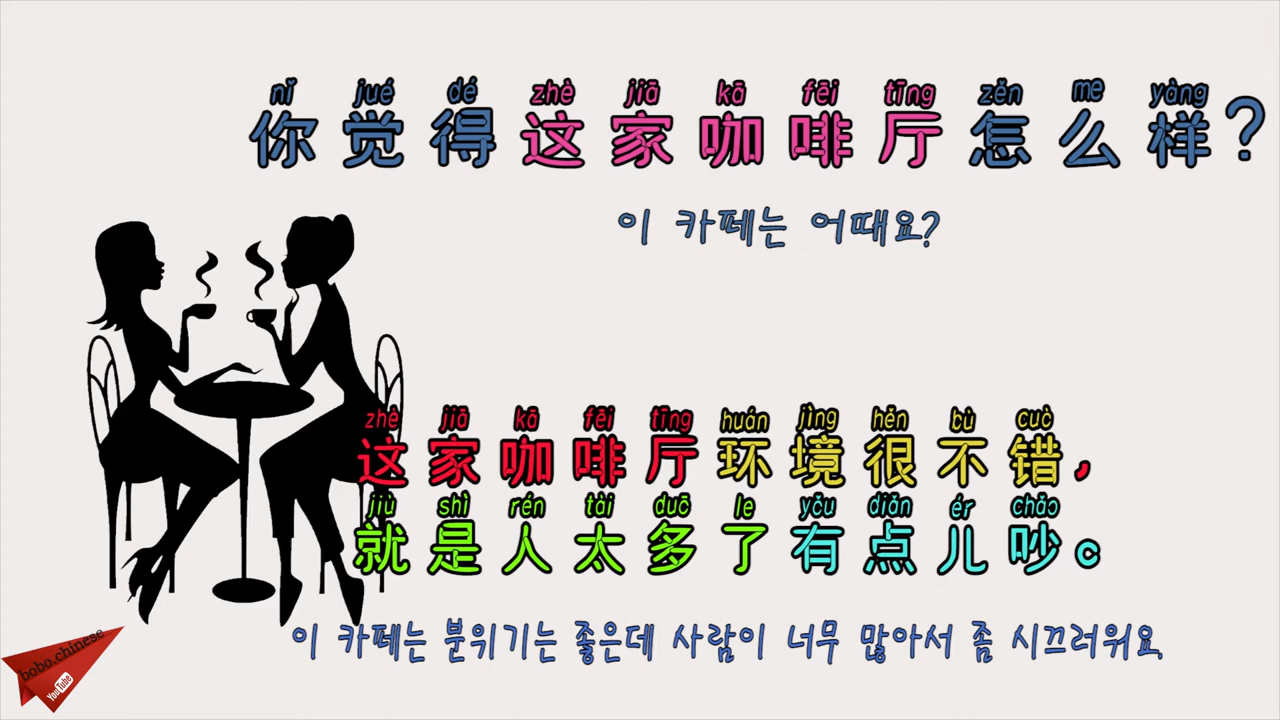 nǐ jué dé zhè jiā kā fēi tīng zěn me yàng
你觉得这家咖啡厅怎么样?
이 카페는 어때요?
zhè jiā kā fēi tīng huán jìng hěn bù cuò
这家咖啡厅环境很不错,
jiù shì rén tài duō le yǒu diǎn ér chǎo
就是人太多了有点儿吵。
이 카페는 분위기는 좋은데 사람이 너무 많아서 좀 시끄러워요.
bobo.chinese
YouTube